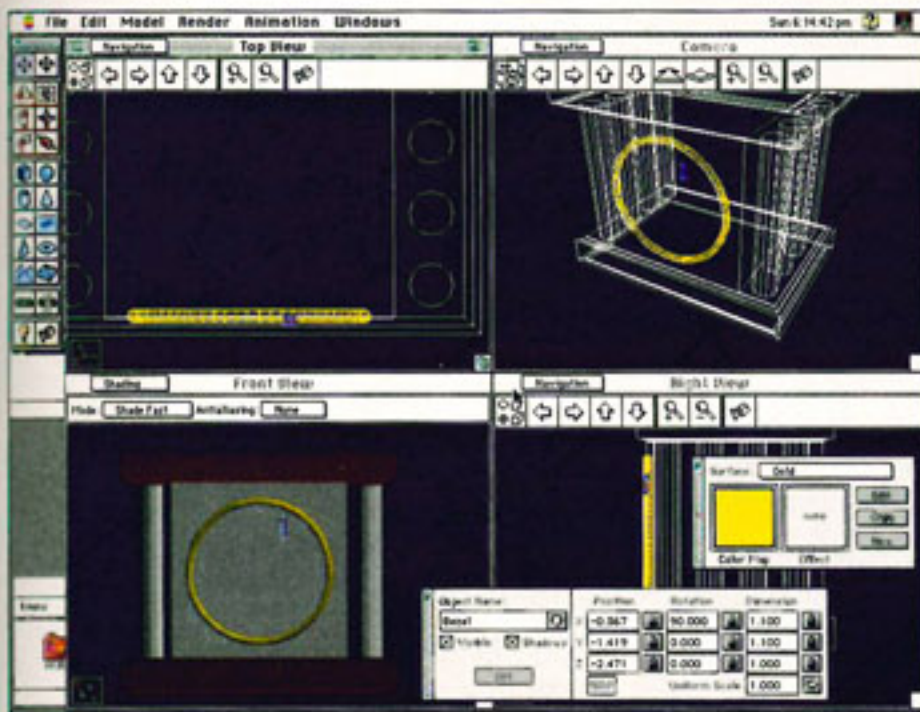 File Edit Model Render Animation Windows
Sun 6:14:42 pm
Navigation Top View
Navigation Camera
Shading Front View
Navigation Right View
Mode Shade Fast Antialiasing None
Surface: Gold
none
Edit
Copy
New
Color Map Effect
Object Name:
Bezel
Visible Shadows
Position Rotation Dimension
X -0.367 90.000 1.100
Y -1.419 0.000 1.100
Z -2.471 0.000 1.000
Uniform Scale 1.000